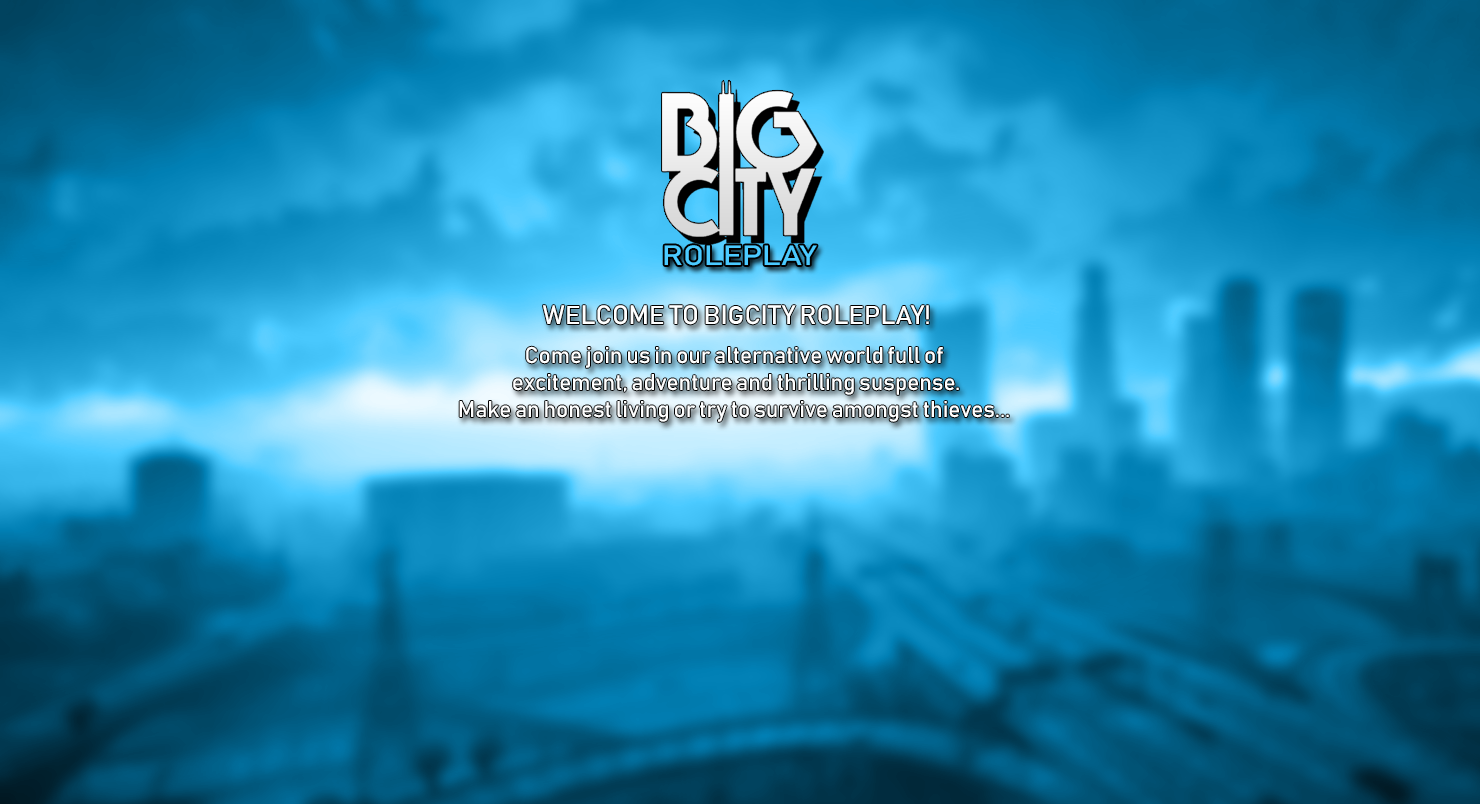 BIG
CITY
ROLEPLAY
WELCOME TO BIGCITY ROLEPLAY!
Come join us in our alternative world full of
excitement, adventure and thrilling suspense.
Make an honest living or try to survive amongst thieves...